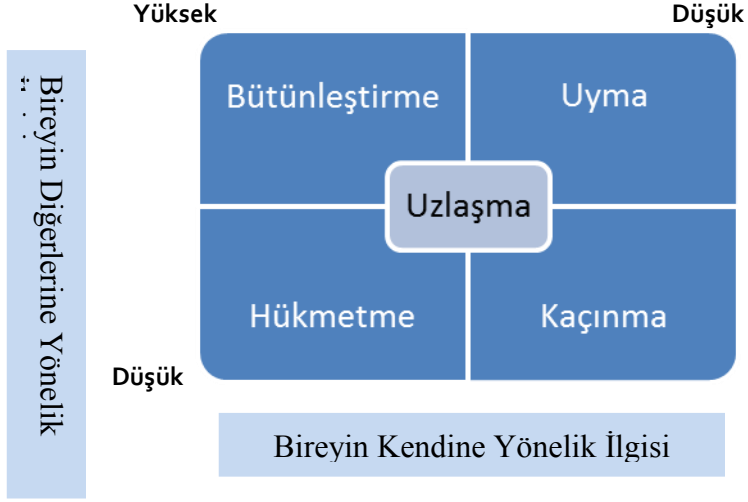 Yüksek Düşük
Bireyin Diğerlerine Yönelik
Bütünleştirme Uyma
Uzlaşma
Hükmetme Kaçınma
Düşük
Bireyin Kendine Yönelik İlgisi